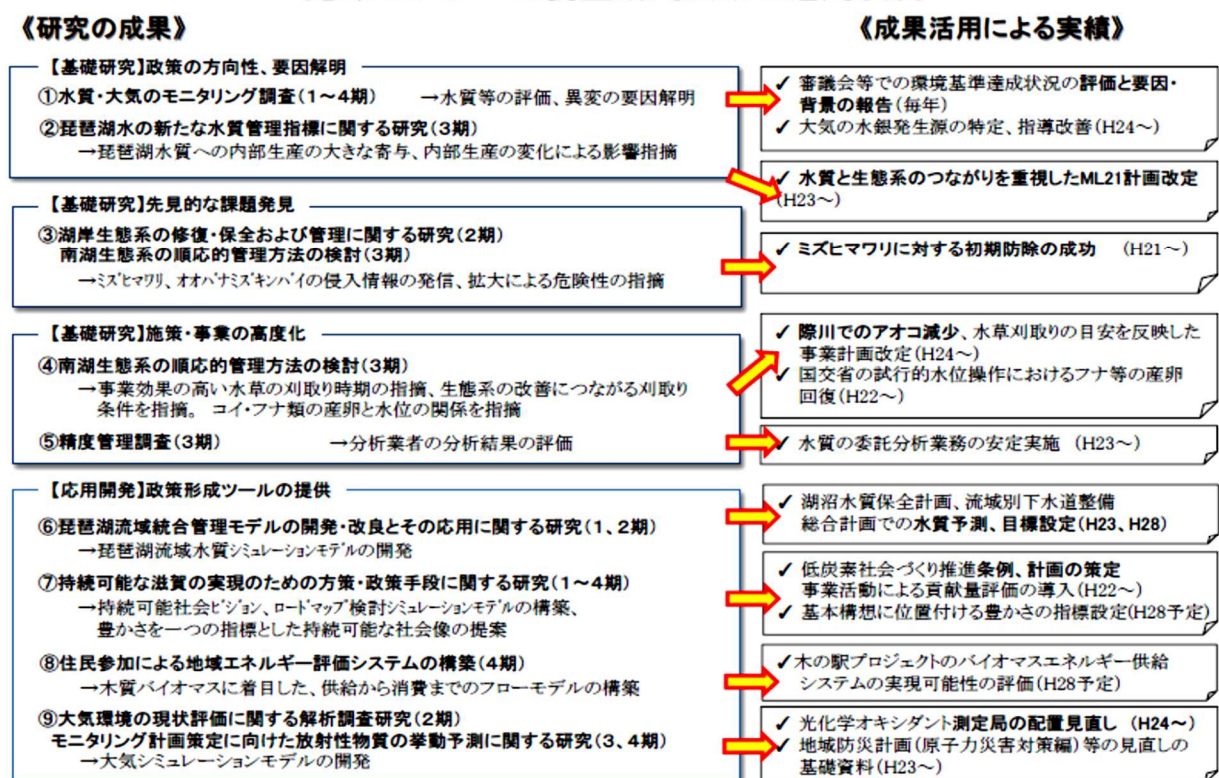 《研究の成果》
《成果活用による実績》
【基礎研究】政策の方向性、要因解明
①水質・大気のモニタリング調査(1～4期) →水質等の評価、異変の要因解明
②琵琶湖水の新たな水質管理指標に関する研究(3期)
→琵琶湖水質への内部生産の大きな寄与、内部生産の変化による影響指摘
✓ 審議会等での環境基準達成状況の評価と要因・
背景の報告(毎年)
✓ 大気の水銀発生源の特定、指導改善(H24～)
✓ 水質と生態系のつながりを重視したML21計画改定
(H23～)
【基礎研究】先見的な課題発見
③湖岸生態系の修復・保全および管理に関する研究(2期)
南湖生態系の順応的管理方法の検討(3期)
→ミズヒマワリ、オオバナミズキンバイの侵入情報の発信、拡大による危険性の指摘
✓ ミズヒマワリに対する初期防除の成功 (H21～)
【基礎研究】施策・事業の高度化
④南湖生態系の順応的管理方法の検討(3期)
→事業効果の高い水草の刈取り時期の指摘、生態系の改善につながる刈取り
条件を指摘。 コイ・フナ類の産卵と水位の関係を指摘
⑤精度管理調査(3期) →分析業者の分析結果の評価
✓ 際川でのアオコ減少、水草刈取りの目安を反映した
事業計画改定(H24～)
✓ 国交省の試行的水位操作におけるフナ等の産卵
回復(H22～)
✓ 水質の委託分析業務の安定実施 (H23～)
【応用開発】政策形成ツールの提供
⑥琵琶湖流域統合管理モデルの開発・改良とその応用に関する研究(1、2期)
→琵琶湖流域水質シミュレーションモデルの開発
⑦持続可能な滋賀の実現のための方策・政策手段に関する研究(1～4期)
→持続可能社会ビジョン、ロードマップ検討シミュレーションモデルの構築、
豊かさを一つの指標とした持続可能な社会像の提案
⑧住民参加による地域エネルギー評価システムの構築(4期)
→木質バイオマスに着目した、供給から消費までのフローモデルの構築
⑨大気環境の現状評価に関する解析調査研究(2期)
モニタリング計画策定に向けた放射性物質の挙動予測に関する研究(3、4期)
→大気シミュレーションモデルの開発
✓ 湖沼水質保全計画、流域別下水道整備
総合計画での水質予測、目標設定(H23、H28)
✓ 低炭素社会づくり推進条例、計画の策定
事業活動による貢献量評価の導入(H22～)
✓ 基本構想に位置付ける豊かさの指標設定(H28予定)
✓木の駅プロジェクトのバイオマスエネルギー供給
システムの実現可能性の評価(H28予定)
✓ 光化学オキシダント測定局の配置見直し (H24～)
✓ 地域防災計画(原子力災害対策編)等の見直しの
基礎資料(H23～)